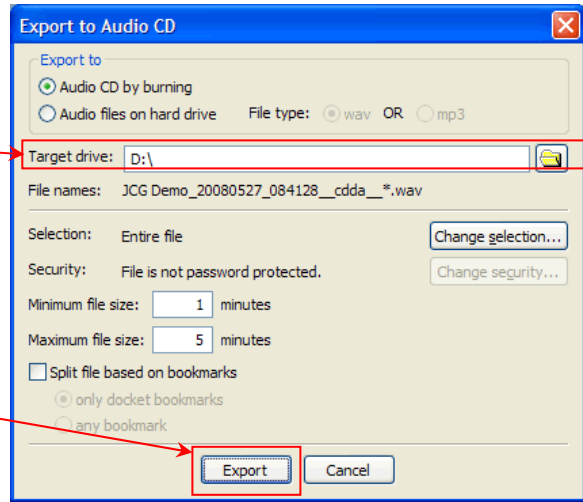 Export to Audio CD
Export to
Audio CD by burning
Audio files on hard drive File type: wav OR mp3
Target drive: D:\
File names: JCG Demo_20080527_084128__cdda__*.wav
Selection: Entire file Change selection...
Security: File is not password protected. Change security...
Minimum file size: 1 minutes
Maximum file size: 5 minutes
Split file based on bookmarks
only docket bookmarks
any bookmark
Export Cancel